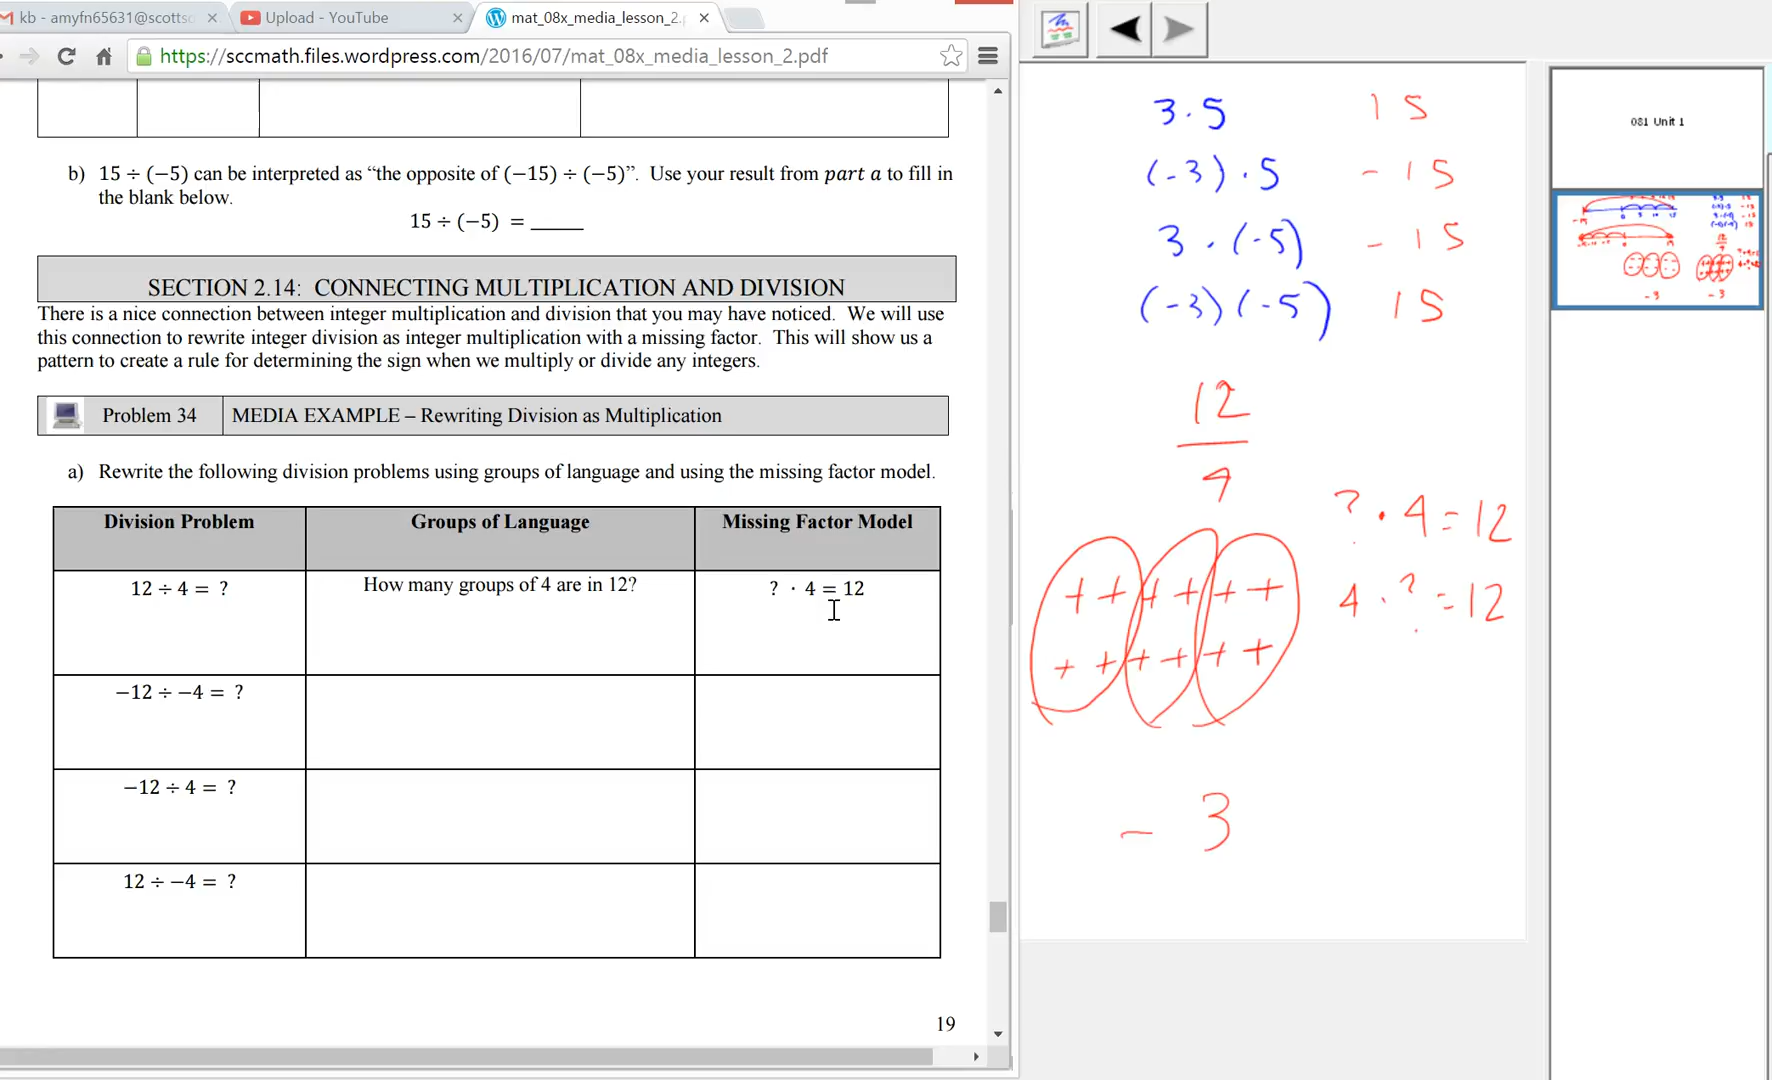 kb - amyfn65631@scottsc
Upload - YouTube
mat_08x_media_lesson_2.p
https://sccmath.files.wordpress.com/2016/07/mat_08x_media_lesson_2.pdf
b) 15 ÷ (−5) can be interpreted as “the opposite of (−15) ÷ (−5)”. Use your result from part a to fill in
the blank below.
15 ÷ (−5) = _____
SECTION 2.14: CONNECTING MULTIPLICATION AND DIVISION
There is a nice connection between integer multiplication and division that you may have noticed. We will use
this connection to rewrite integer division as integer multiplication with a missing factor. This will show us a
pattern to create a rule for determining the sign when we multiply or divide any integers.
Problem 34 MEDIA EXAMPLE – Rewriting Division as Multiplication
a) Rewrite the following division problems using groups of language and using the missing factor model.
Division Problem Groups of Language Missing Factor Model
12 ÷ 4 = ? How many groups of 4 are in 12? ? · 4 = 12
−12 ÷ −4 = ?
−12 ÷ 4 = ?
12 ÷ −4 = ?
19
3 · 5 15
(-3) · 5 -15
3 · (-5) -15
(-3)(-5) 15
12
4
? · 4 = 12
4 · ? = 12
+ + + + + +
+ + + + + +
- 3
081 Unit 1